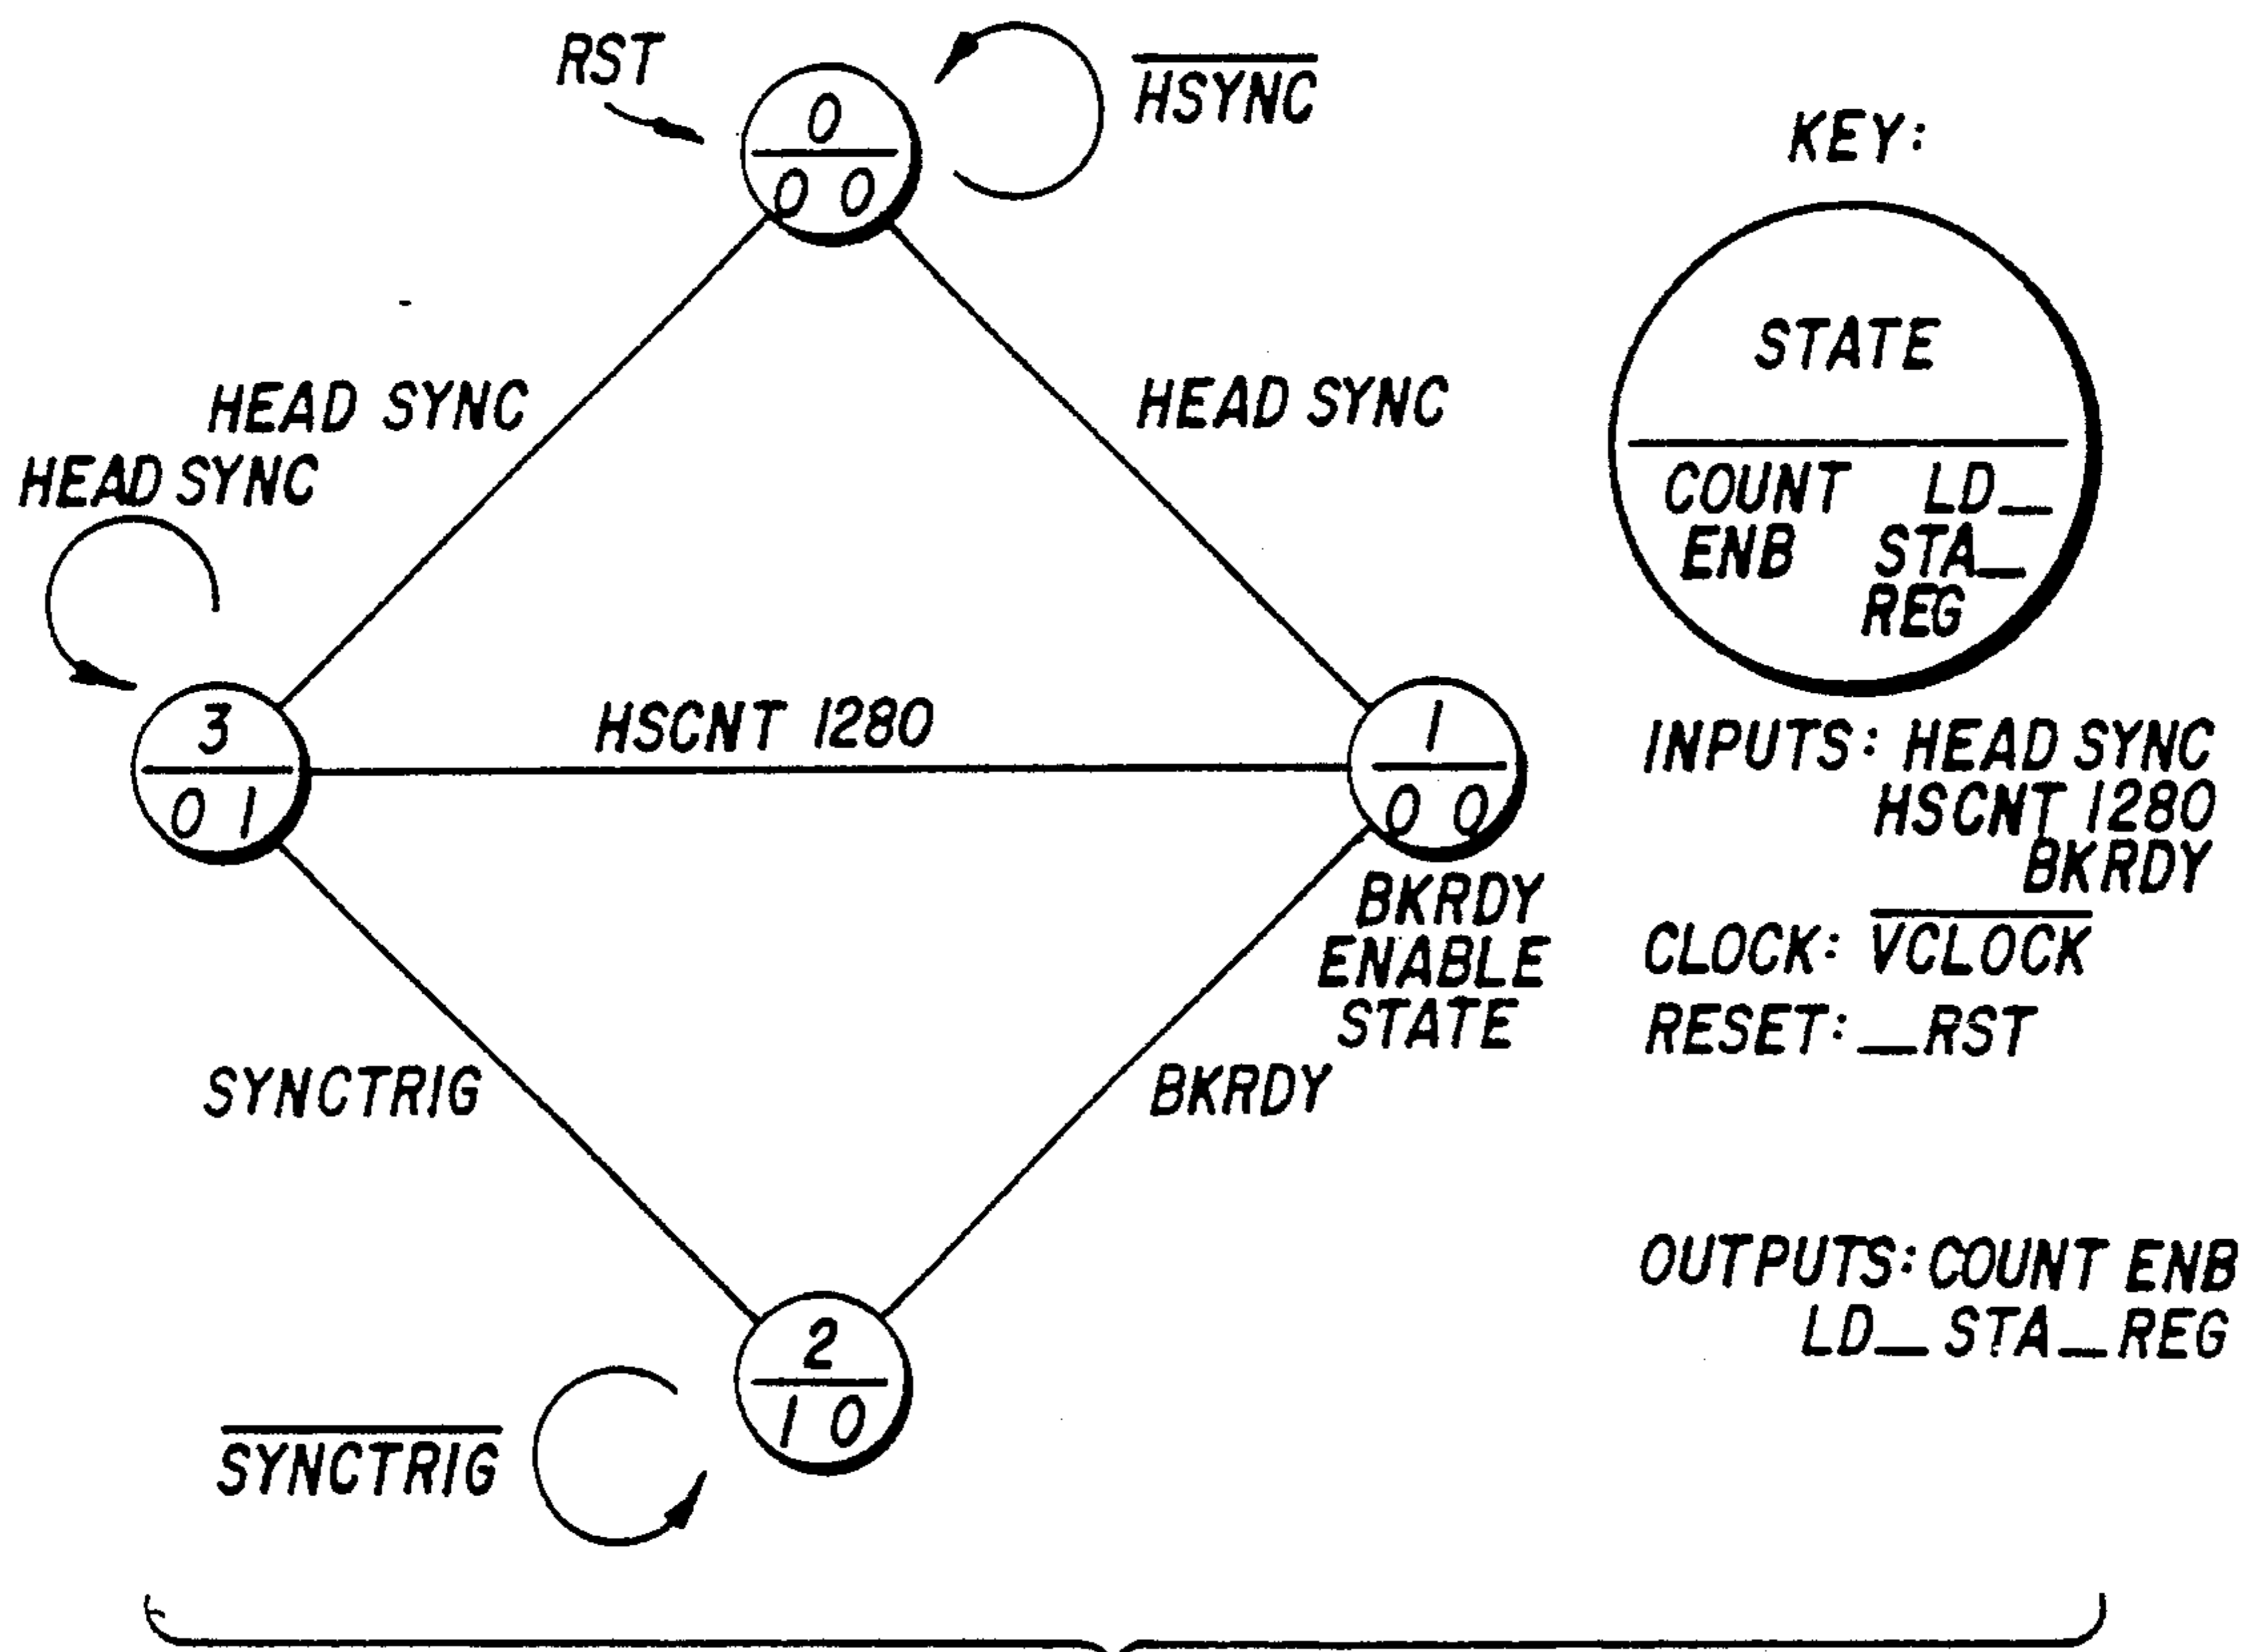 RST
HSYNC
0
0 0
KEY:
STATE
COUNT LD_
ENB STA_
REG
HEAD SYNC
HEAD SYNC
HEAD SYNC
3
0 1
HSCNT 1280
1
0 0
BKRDY
ENABLE
STATE
INPUTS: HEAD SYNC
HSCNT 1280
BKRDY
CLOCK: VCLOCK
RESET: _RST
SYNCTRIG
BKRDY
OUTPUTS: COUNT ENB
LD_STA_REG
2
1 0
SYNCTRIG